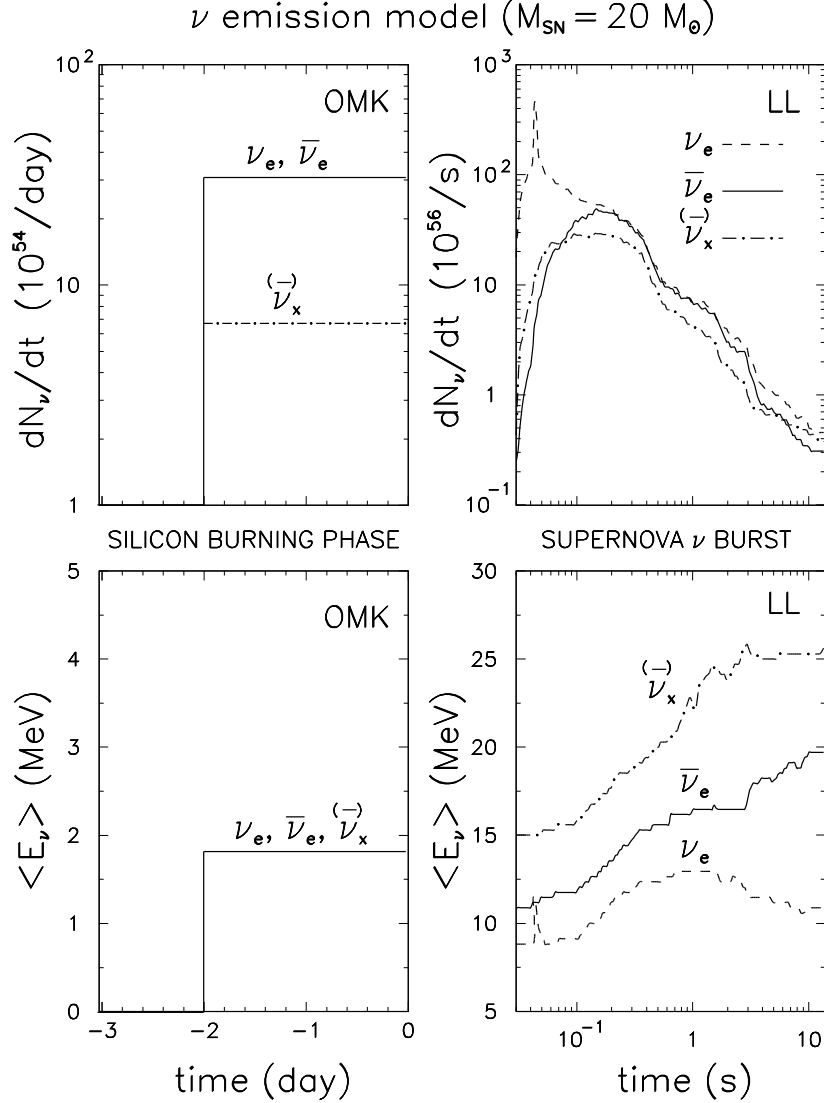 ν emission model (M_SN = 20 M_⊙)
10²
10
1
dN_ν/dt (10⁵⁴/day)
OMK
ν_e, ν̅_e
(–)
ν_x
10³
10²
10
1
10⁻¹
dN_ν/dt (10⁵⁶/s)
LL
ν_e
ν̅_e
(–)
ν_x
SILICON BURNING PHASE
SUPERNOVA ν BURST
5
4
3
2
1
0
<E_ν> (MeV)
OMK
(–)
ν_e, ν̅_e, ν_x
−3 −2 −1 0
time (day)
30
25
20
15
10
5
<E_ν> (MeV)
LL
(–)
ν_x
ν̅_e
ν_e
10⁻¹ 1 10
time (s)